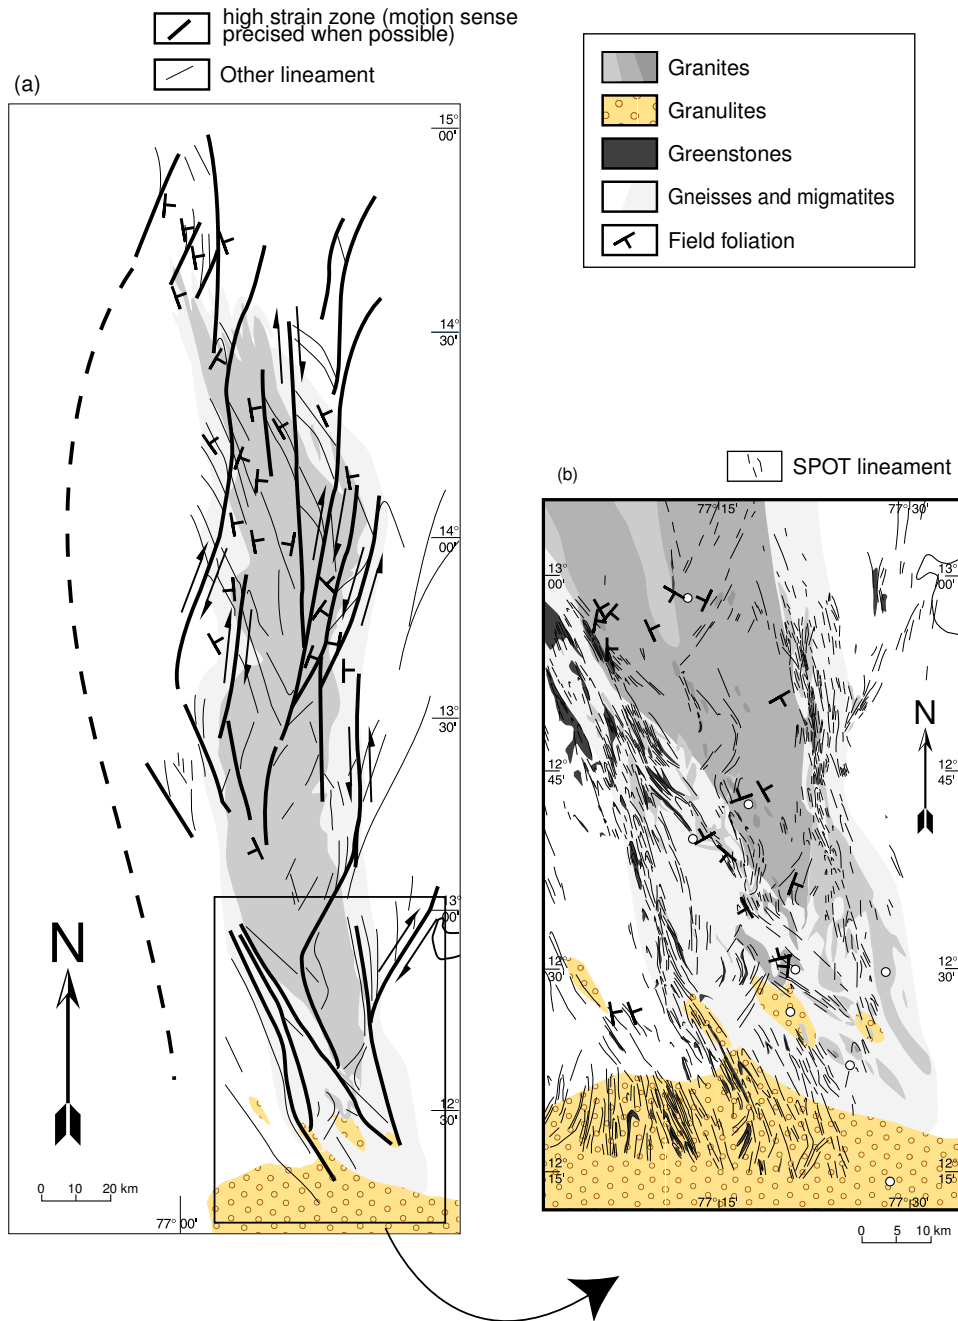 high strain zone (motion sense
precised when possible)
Other lineament
(a)
Granites
Granulites
Greenstones
Gneisses and migmatites
Field foliation
15°
00'
14°
30'
14°
00'
13°
30'
13°
00'
12°
30'
77° 00'
N
0 10 20 km
SPOT lineament
(b)
77° 15'
77° 30'
13°
00'
13°
00'
12°
45'
12°
45'
12°
30'
12°
30'
12°
15'
12°
15'
77° 15'
77° 30'
N
0 5 10 km